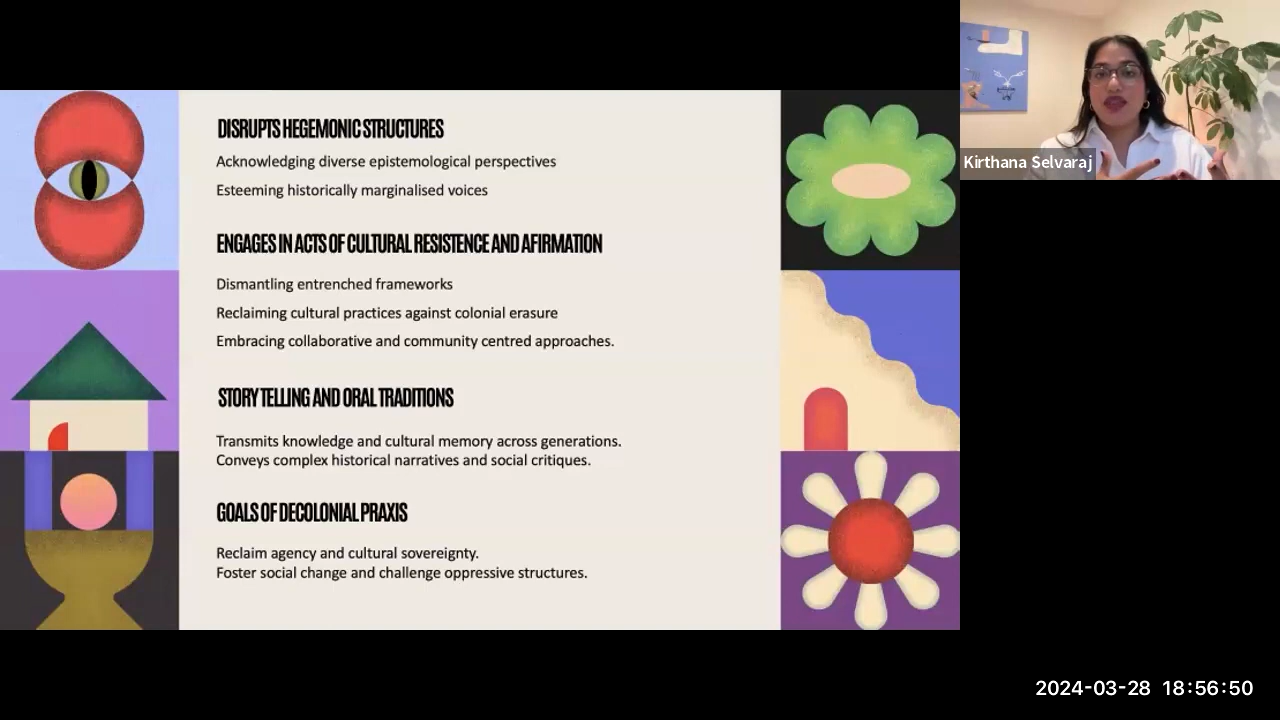 DISRUPTS HEGEMONIC STRUCTURES
Acknowledging diverse epistemological perspectives
Esteeming historically marginalised voices
ENGAGES IN ACTS OF CULTURAL RESISTENCE AND AFIRMATION
Dismantling entrenched frameworks
Reclaiming cultural practices against colonial erasure
Embracing collaborative and community centred approaches.
STORY TELLING AND ORAL TRADITIONS
Transmits knowledge and cultural memory across generations.
Conveys complex historical narratives and social critiques.
GOALS OF DECOLONIAL PRAXIS
Reclaim agency and cultural sovereignty.
Foster social change and challenge oppressive structures.
Kirthana Selvaraj
2024-03-28 18:56:50